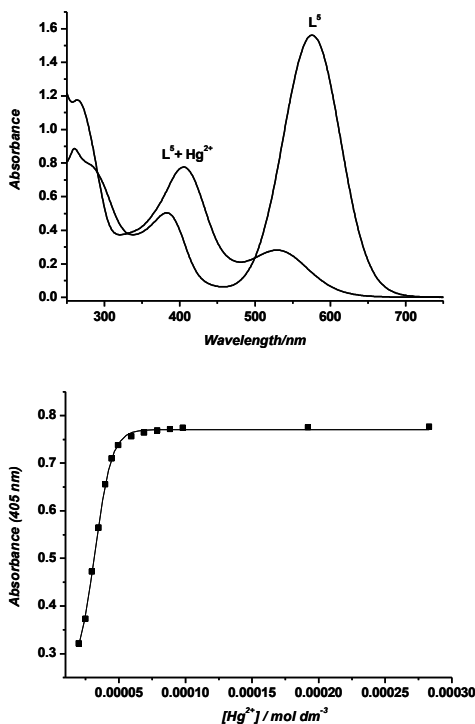 L⁵
L⁵ + Hg²⁺
Absorbance
1.6
1.4
1.2
1.0
0.8
0.6
0.4
0.2
0.0
300 400 500 600 700
Wavelength/nm
Absorbance (405 nm)
0.8
0.7
0.6
0.5
0.4
0.3
0.00005 0.00010 0.00015 0.00020 0.00025 0.00030
[Hg²⁺] / mol dm⁻³